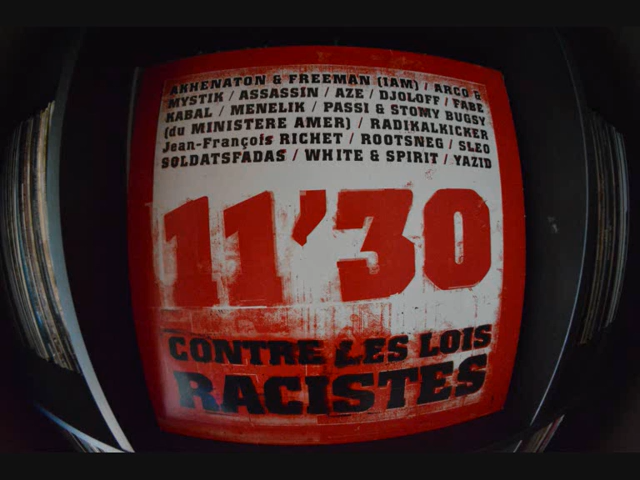 AKHENATON & FREEMAN (IAM) / ARCO &
MYSTIK / ASSASSIN / AZE / DJOLOFF / FABE
KABAL / MENELIK / PASSI & STOMY BUGSY
(du MINISTERE AMER) / RADIKALKICKER
Jean-François RICHET / ROOTSNEG / SLEO
SOLDATSFADAS / WHITE & SPIRIT / YAZID
11'30
CONTRE LES LOIS
RACISTES